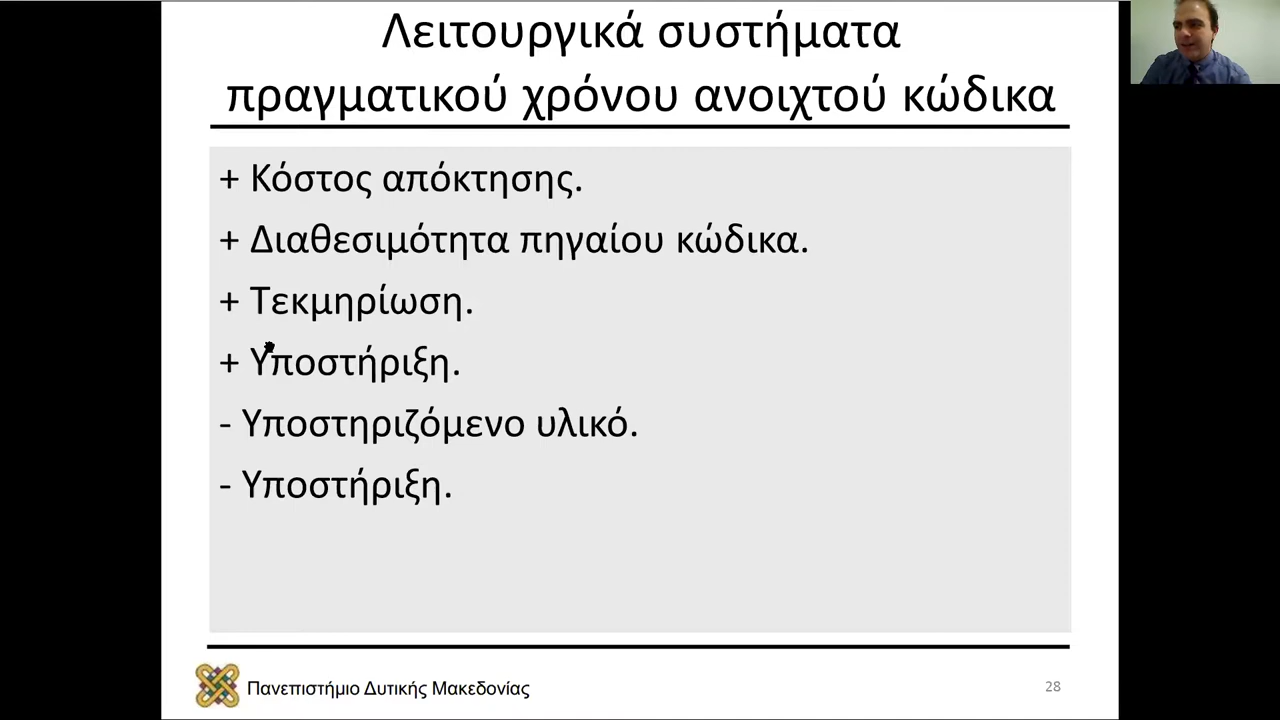 Λειτουργικά συστήματα
πραγματικού χρόνου ανοιχτού κώδικα
+ Κόστος απόκτησης.
+ Διαθεσιμότητα πηγαίου κώδικα.
+ Τεκμηρίωση.
+ Υποστήριξη.
- Υποστηριζόμενο υλικό.
- Υποστήριξη.
Πανεπιστήμιο Δυτικής Μακεδονίας
28